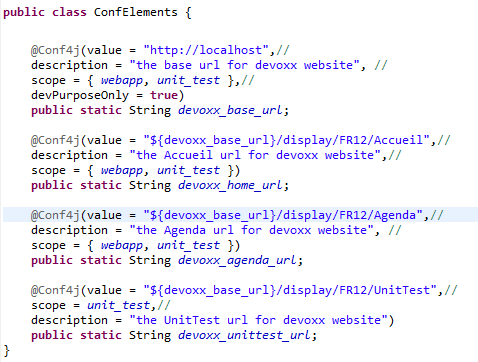 public class ConfElements {
@Conf4j(value = "http://localhost",//
description = "the base url for devoxx website", //
scope = { webapp, unit_test },//
devPurposeOnly = true)
public static String devoxx_base_url;
@Conf4j(value = "${devoxx_base_url}/display/FR12/Accueil",//
description = "the Accueil url for devoxx website",//
scope = { webapp, unit_test })
public static String devoxx_home_url;
@Conf4j(value = "${devoxx_base_url}/display/FR12/Agenda",//
description = "the Agenda url for devoxx website", //
scope = { webapp, unit_test })
public static String devoxx_agenda_url;
@Conf4j(value = "${devoxx_base_url}/display/FR12/UnitTest",//
scope = unit_test,//
description = "the UnitTest url for devoxx website")
public static String devoxx_unittest_url;
}